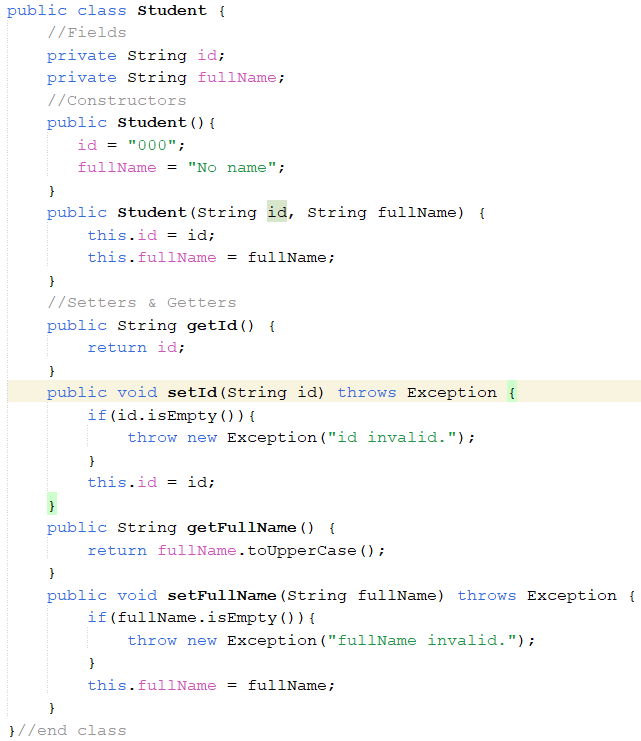 public class Student {
//Fields
private String id;
private String fullName;
//Constructors
public Student(){
id = "000";
fullName = "No name";
}
public Student(String id, String fullName) {
this.id = id;
this.fullName = fullName;
}
//Setters & Getters
public String getId() {
return id;
}
public void setId(String id) throws Exception {
if(id.isEmpty()){
throw new Exception("id invalid.");
}
this.id = id;
}
public String getFullName() {
return fullName.toUpperCase();
}
public void setFullName(String fullName) throws Exception {
if(fullName.isEmpty()){
throw new Exception("fullName invalid.");
}
this.fullName = fullName;
}
}//end class